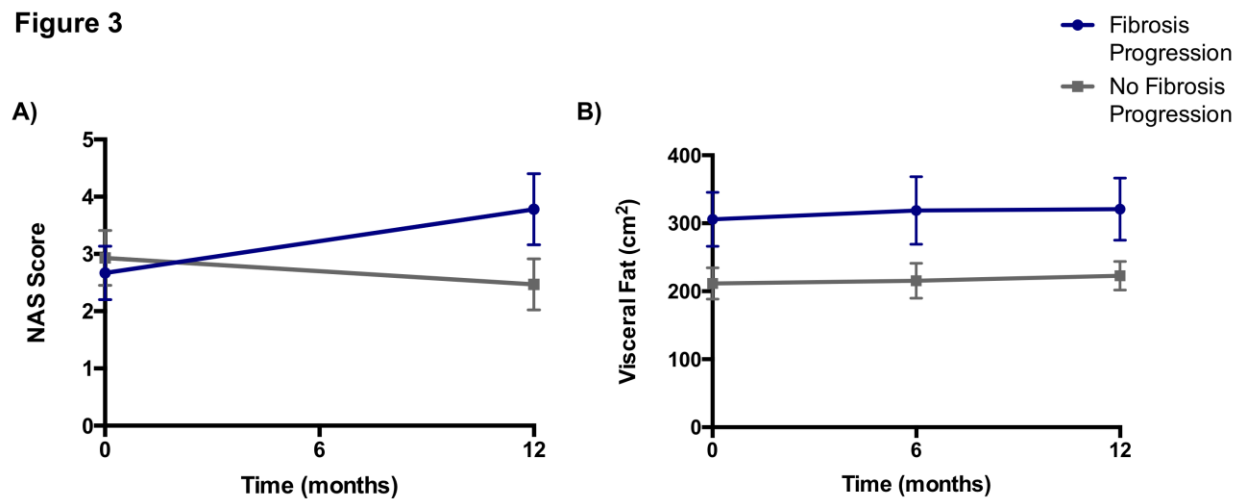 Figure 3
Fibrosis
Progression
No Fibrosis
Progression
A)
NAS Score
5
4
3
2
1
0
0 6 12
Time (months)
B)
Visceral Fat (cm²)
400
300
200
100
0
0 6 12
Time (months)